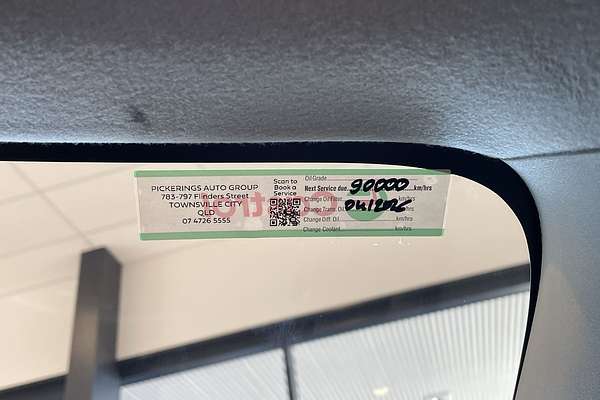 PICKERINGS AUTO GROUP
783-797 Flinders Street
TOWNSVILLE CITY
QLD
07 4726 5555
Scan to
Book a
Service
Oil Grade
Next Service due 90000 km/hrs
Change Oil Filter km/hrs
Change Trans. Oil km/hrs
Change Diff. Oil km/hrs
Change Coolant km/hrs